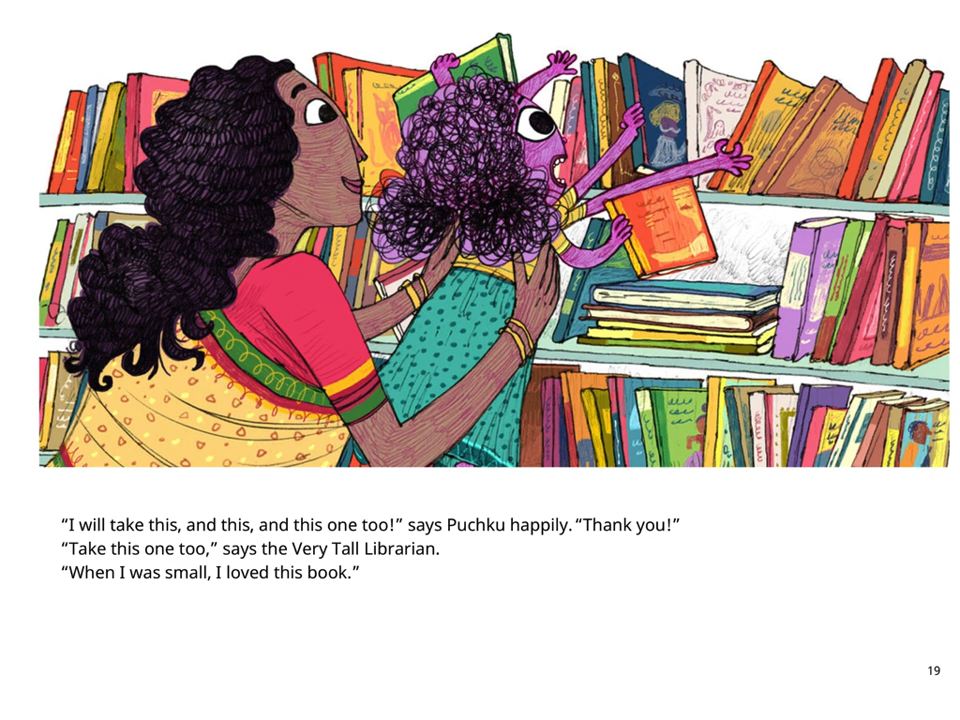 “I will take this, and this, and this one too!” says Puchku happily. “Thank you!”
“Take this one too,” says the Very Tall Librarian.
“When I was small, I loved this book.”
19